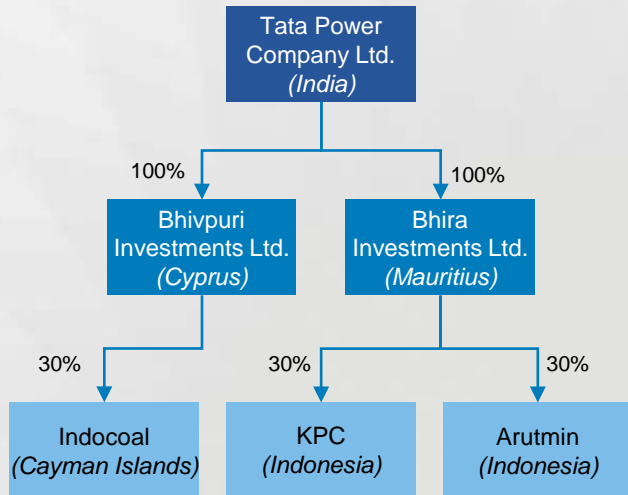 Tata Power
Company Ltd.
(India)
100%
100%
Bhivpuri
Investments Ltd.
(Cyprus)
Bhira
Investments Ltd.
(Mauritius)
30%
30%
30%
Indocoal
(Cayman Islands)
KPC
(Indonesia)
Arutmin
(Indonesia)